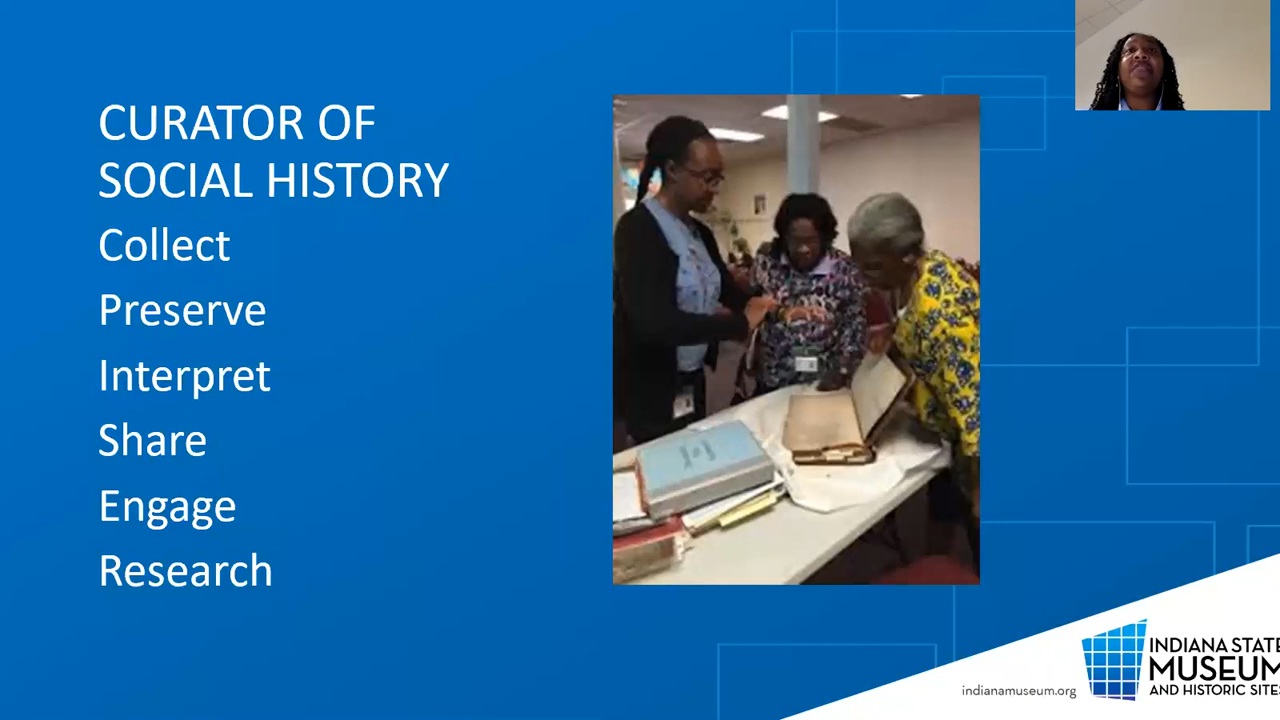 CURATOR OF
SOCIAL HISTORY
Collect
Preserve
Interpret
Share
Engage
Research
indianamuseum.org
INDIANA STATE
MUSEUM
AND HISTORIC SITES